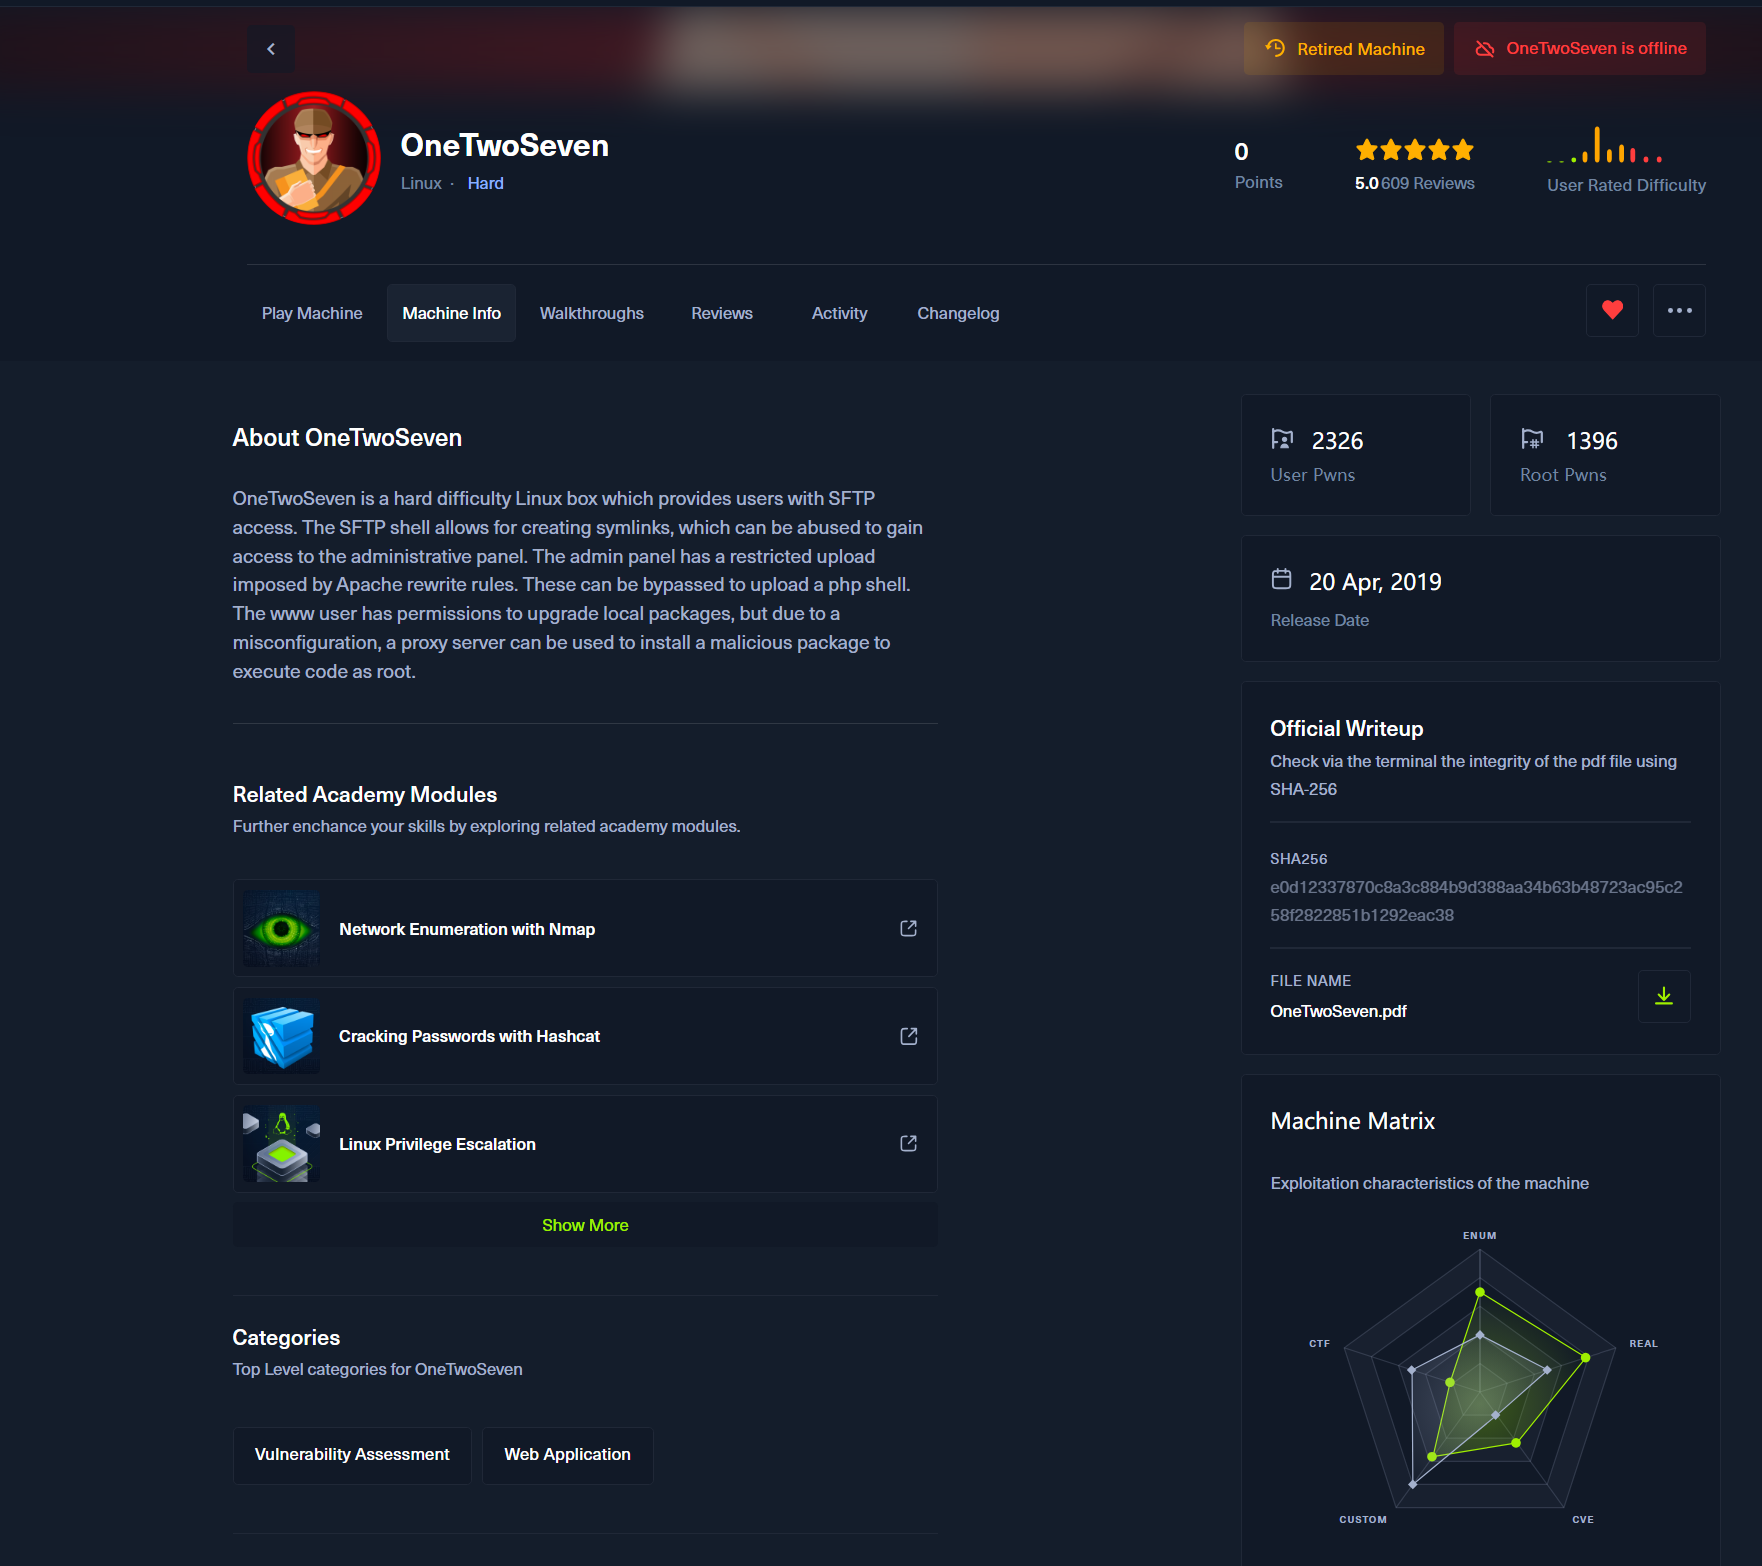 Retired Machine
OneTwoSeven is offline
OneTwoSeven
Linux · Hard
0
Points
5.0 609 Reviews
User Rated Difficulty
Play Machine
Machine Info
Walkthroughs
Reviews
Activity
Changelog
About OneTwoSeven
OneTwoSeven is a hard difficulty Linux box which provides users with SFTP
access. The SFTP shell allows for creating symlinks, which can be abused to gain
access to the administrative panel. The admin panel has a restricted upload
imposed by Apache rewrite rules. These can be bypassed to upload a php shell.
The www user has permissions to upgrade local packages, but due to a
misconfiguration, a proxy server can be used to install a malicious package to
execute code as root.
Related Academy Modules
Further enchance your skills by exploring related academy modules.
Network Enumeration with Nmap
Cracking Passwords with Hashcat
Linux Privilege Escalation
Show More
Categories
Top Level categories for OneTwoSeven
Vulnerability Assessment
Web Application
2326
User Pwns
1396
Root Pwns
20 Apr, 2019
Release Date
Official Writeup
Check via the terminal the integrity of the pdf file using
SHA-256
SHA256
e0d12337870c8a3c884b9d388aa34b63b48723ac95c2
58f2822851b1292eac38
FILE NAME
OneTwoSeven.pdf
Machine Matrix
Exploitation characteristics of the machine
ENUM
CTF
REAL
CUSTOM
CVE